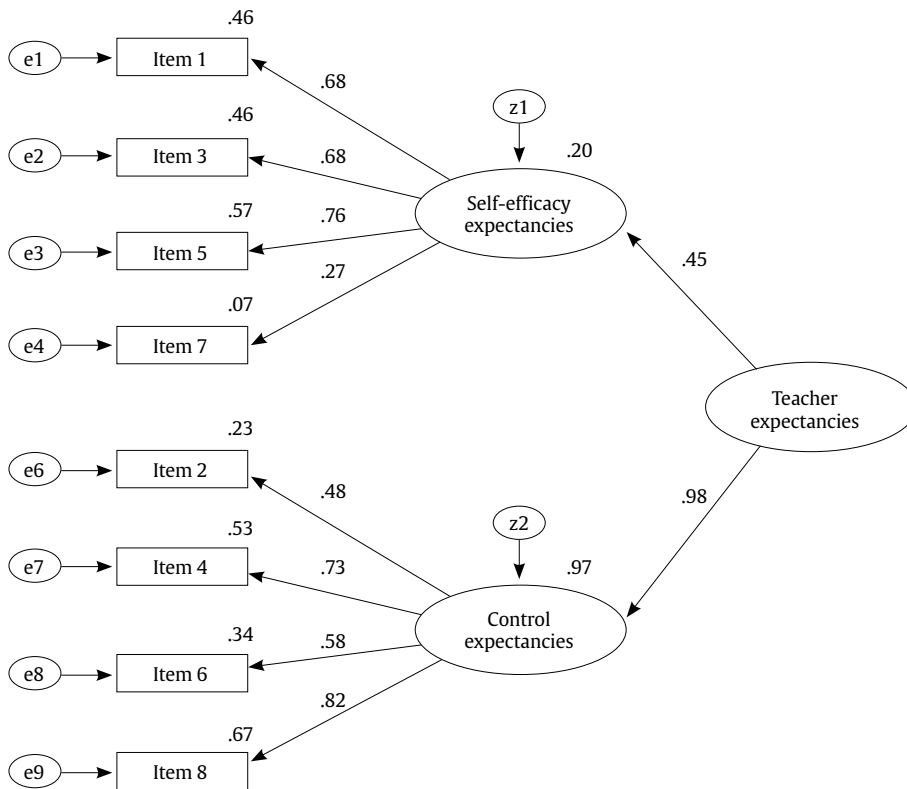 .46
e1
Item 1
.68
z1
.46
e2
Item 3
.68
.20
Self-efficacy
expectancies
.57
e3
Item 5
.76
.45
.27
.07
e4
Item 7
Teacher
expectancies
.23
e6
Item 2
.48
.98
z2
.53
e7
Item 4
.73
.97
Control
expectancies
.34
e8
Item 6
.58
.82
.67
e9
Item 8